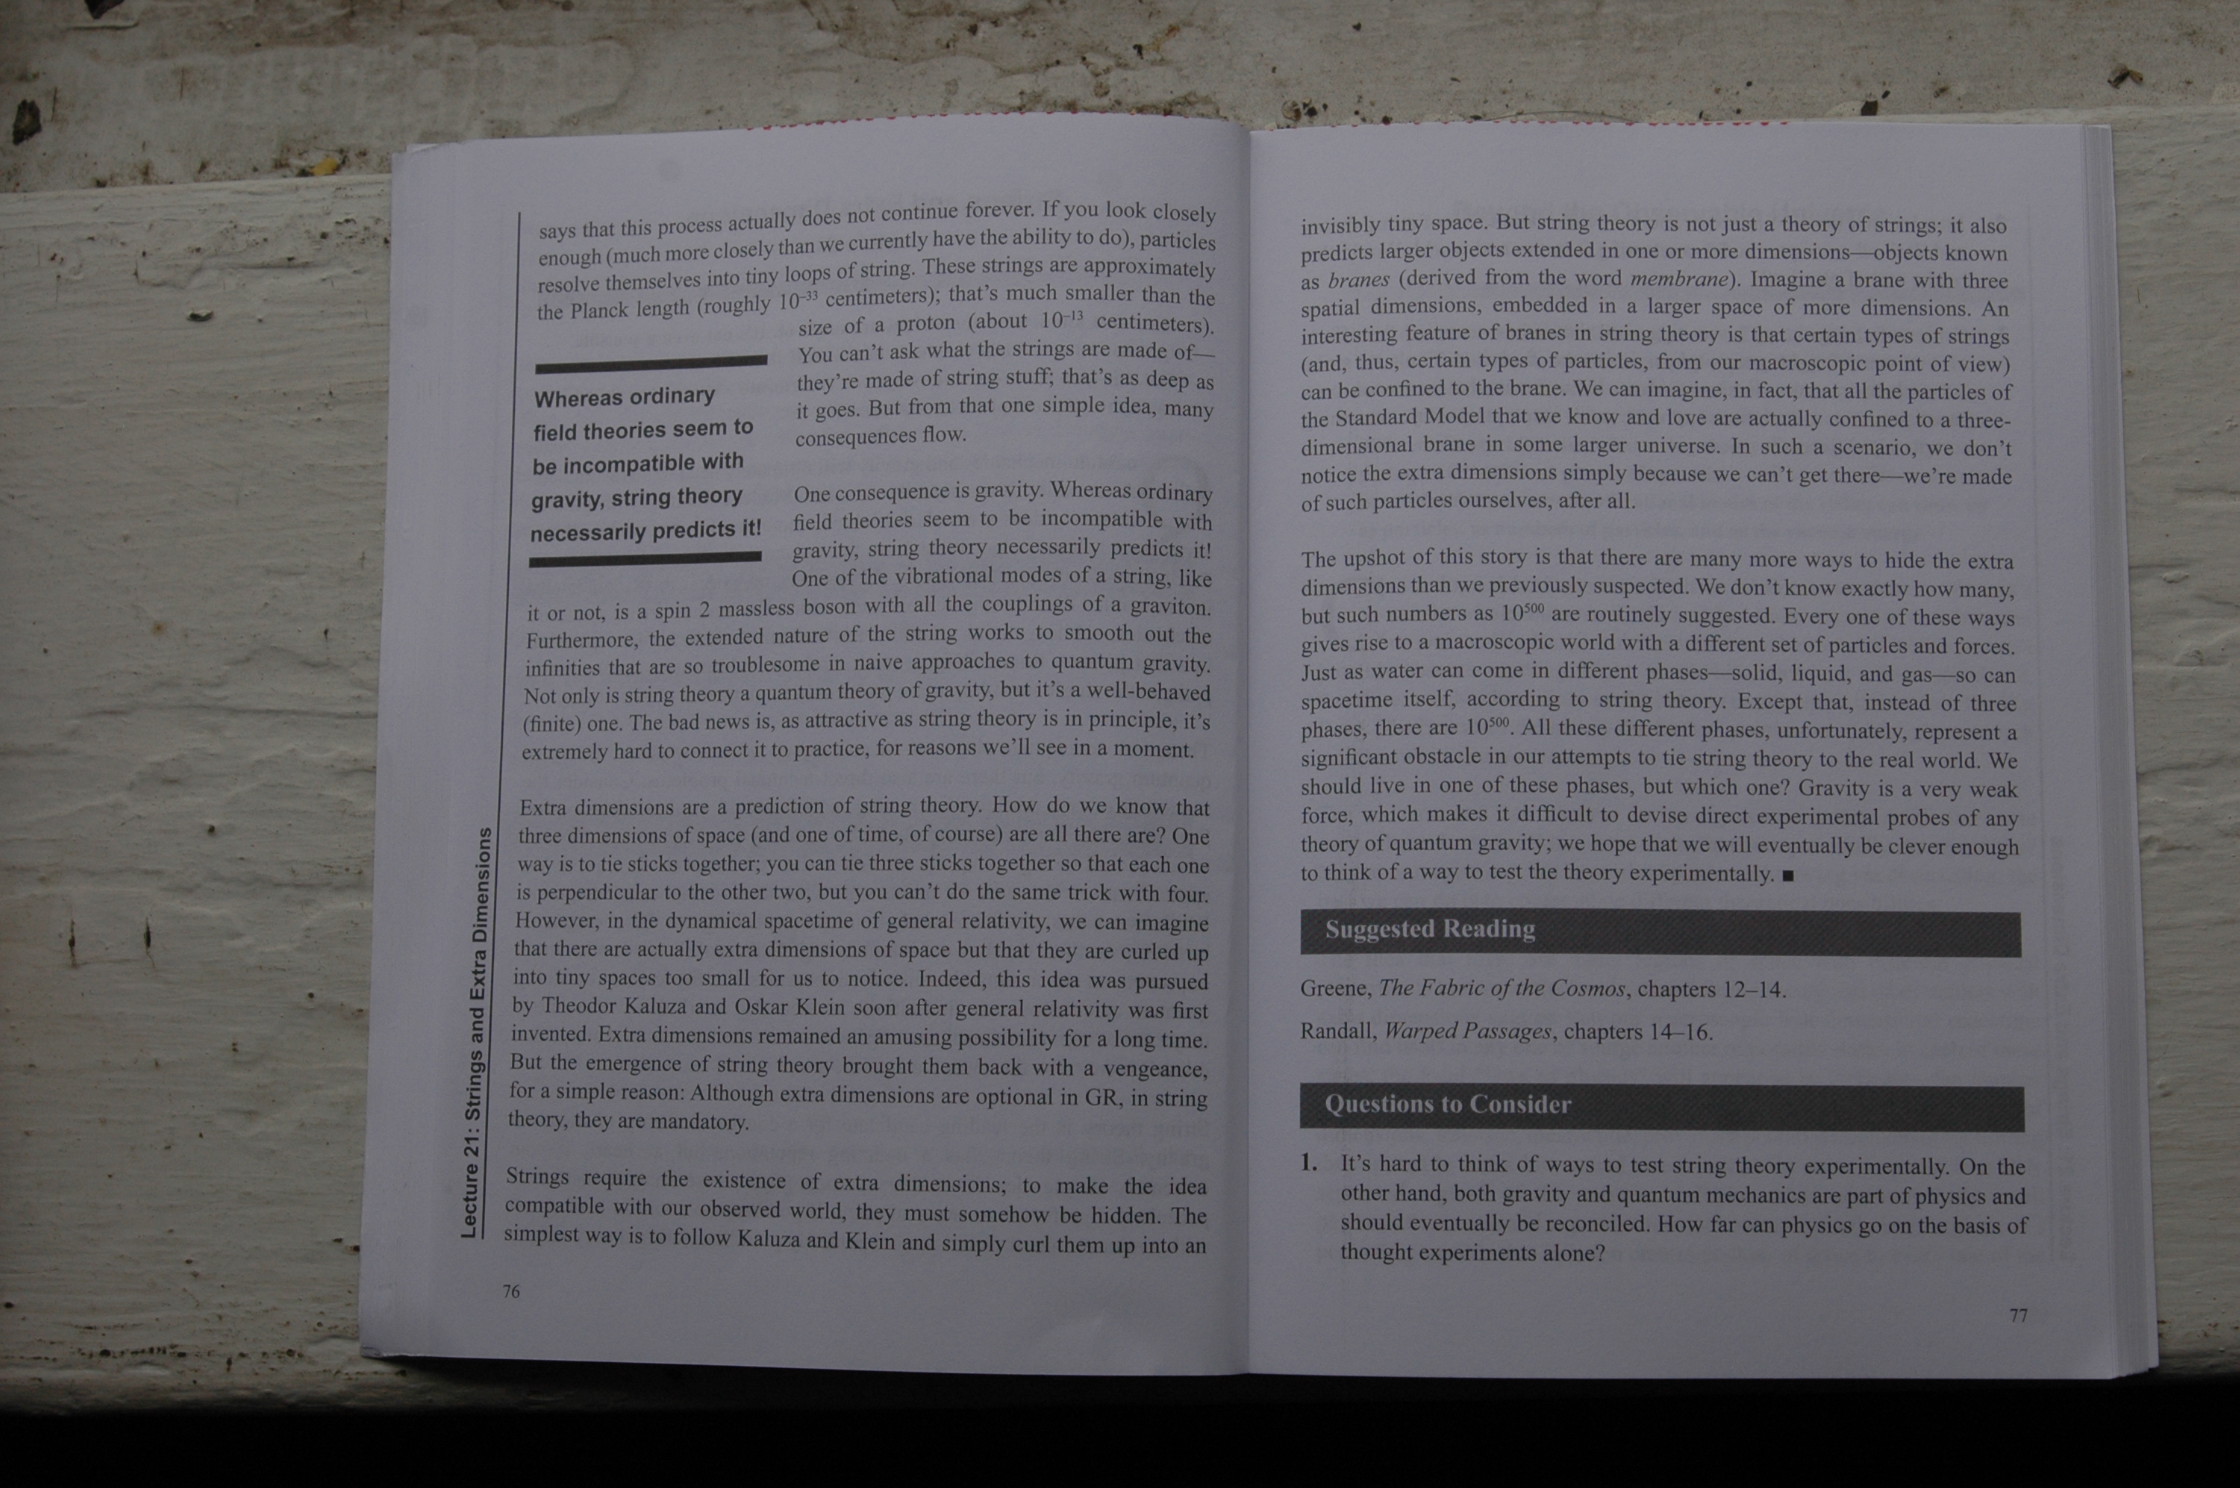 says that this process actually does not continue forever. If you look closely
enough (much more closely than we currently have the ability to do), particles
resolve themselves into tiny loops of string. These strings are approximately
the Planck length (roughly 10⁻³³ centimeters); that's much smaller than the
size of a proton (about 10⁻¹³ centimeters).
You can't ask what the strings are made of—
they're made of string stuff; that's as deep as
it goes. But from that one simple idea, many
consequences flow.
Whereas ordinary
field theories seem to
be incompatible with
gravity, string theory
necessarily predicts it!
One consequence is gravity. Whereas ordinary
field theories seem to be incompatible with
gravity, string theory necessarily predicts it!
One of the vibrational modes of a string, like
it or not, is a spin 2 massless boson with all the couplings of a graviton.
Furthermore, the extended nature of the string works to smooth out the
infinities that are so troublesome in naive approaches to quantum gravity.
Not only is string theory a quantum theory of gravity, but it's a well-behaved
(finite) one. The bad news is, as attractive as string theory is in principle, it's
extremely hard to connect it to practice, for reasons we'll see in a moment.
Extra dimensions are a prediction of string theory. How do we know that
three dimensions of space (and one of time, of course) are all there are? One
way is to tie sticks together; you can tie three sticks together so that each one
is perpendicular to the other two, but you can't do the same trick with four.
However, in the dynamical spacetime of general relativity, we can imagine
that there are actually extra dimensions of space but that they are curled up
into tiny spaces too small for us to notice. Indeed, this idea was pursued
by Theodor Kaluza and Oskar Klein soon after general relativity was first
invented. Extra dimensions remained an amusing possibility for a long time.
But the emergence of string theory brought them back with a vengeance,
for a simple reason: Although extra dimensions are optional in GR, in string
theory, they are mandatory.
Strings require the existence of extra dimensions; to make the idea
compatible with our observed world, they must somehow be hidden. The
simplest way is to follow Kaluza and Klein and simply curl them up into an
Lecture 21: Strings and Extra Dimensions
76
invisibly tiny space. But string theory is not just a theory of strings; it also
predicts larger objects extended in one or more dimensions—objects known
as branes (derived from the word membrane). Imagine a brane with three
spatial dimensions, embedded in a larger space of more dimensions. An
interesting feature of branes in string theory is that certain types of strings
(and, thus, certain types of particles, from our macroscopic point of view)
can be confined to the brane. We can imagine, in fact, that all the particles of
the Standard Model that we know and love are actually confined to a three-
dimensional brane in some larger universe. In such a scenario, we don't
notice the extra dimensions simply because we can't get there—we're made
of such particles ourselves, after all.
The upshot of this story is that there are many more ways to hide the extra
dimensions than we previously suspected. We don't know exactly how many,
but such numbers as 10⁵⁰⁰ are routinely suggested. Every one of these ways
gives rise to a macroscopic world with a different set of particles and forces.
Just as water can come in different phases—solid, liquid, and gas—so can
spacetime itself, according to string theory. Except that, instead of three
phases, there are 10⁵⁰⁰. All these different phases, unfortunately, represent a
significant obstacle in our attempts to tie string theory to the real world. We
should live in one of these phases, but which one? Gravity is a very weak
force, which makes it difficult to devise direct experimental probes of any
theory of quantum gravity; we hope that we will eventually be clever enough
to think of a way to test the theory experimentally. ■
Suggested Reading
Greene, The Fabric of the Cosmos, chapters 12–14.
Randall, Warped Passages, chapters 14–16.
Questions to Consider
1. It's hard to think of ways to test string theory experimentally. On the
other hand, both gravity and quantum mechanics are part of physics and
should eventually be reconciled. How far can physics go on the basis of
thought experiments alone?
77